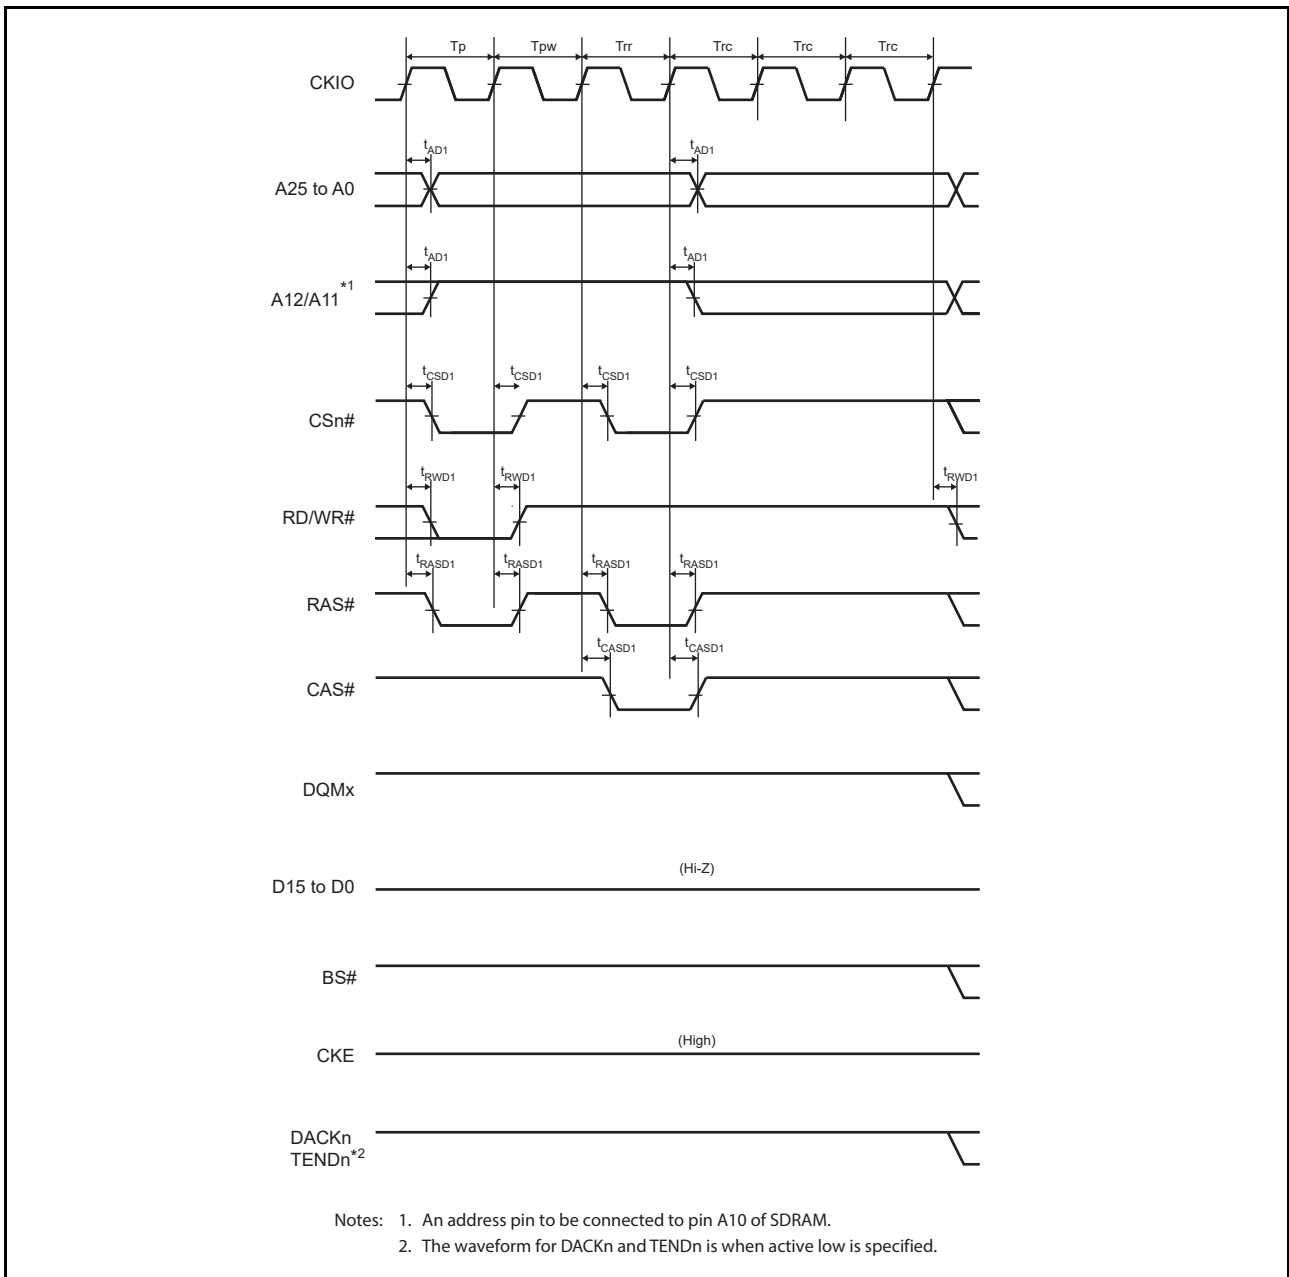 Tp Tpw Trr Trc Trc Trc
CKIO
tAD1 tAD1
A25 to A0
tAD1 tAD1
A12/A11*1
tCSD1 tCSD1 tCSD1 tCSD1
CSn#
tRWD1 tRWD1 tRWD1
RD/WR#
tRASD1 tRASD1 tRASD1 tRASD1
RAS#
tCASD1 tCASD1
CAS#
DQMx
(Hi-Z)
D15 to D0
BS#
(High)
CKE
DACKn
TENDn*2
Notes: 1. An address pin to be connected to pin A10 of SDRAM.
2. The waveform for DACKn and TENDn is when active low is specified.